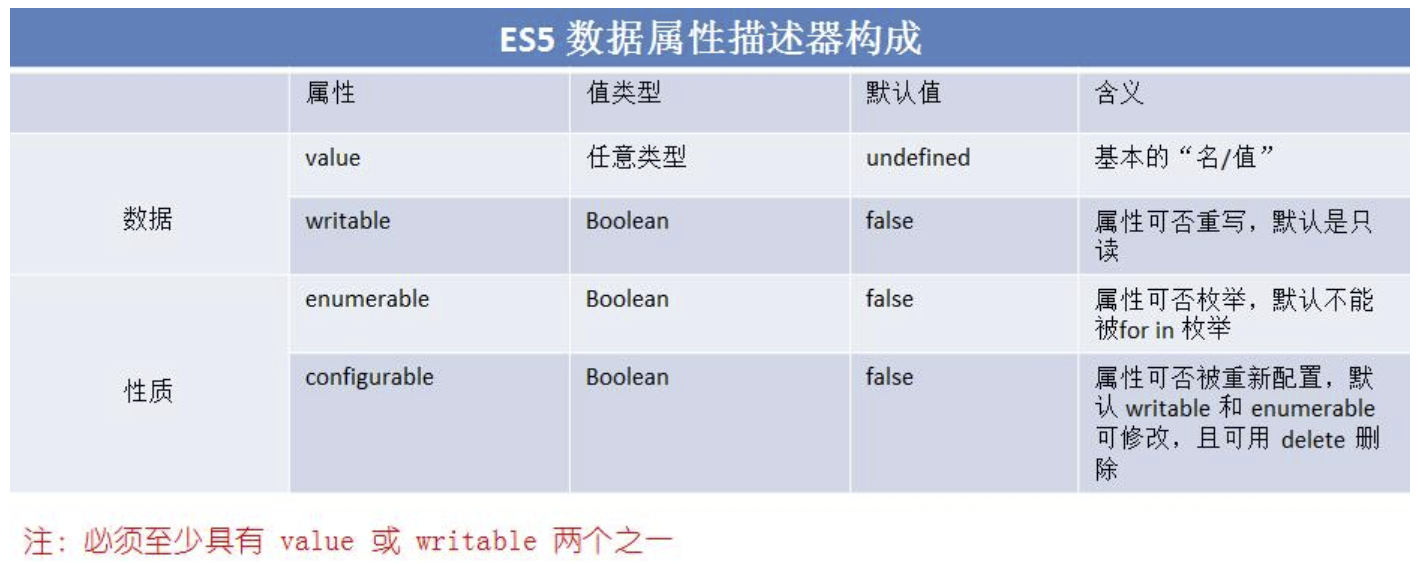 ES5 数据属性描述器构成
属性 值类型 默认值 含义
value 任意类型 undefined 基本的“名/值”
数据
writable Boolean false 属性可否重写，默认是只
读
enumerable Boolean false 属性可否枚举，默认不能
被for in 枚举
性质
configurable Boolean false 属性可否被重新配置，默
认 writable 和 enumerable
可修改，且可用 delete 删
除
注: 必须至少具有 value 或 writable 两个之一